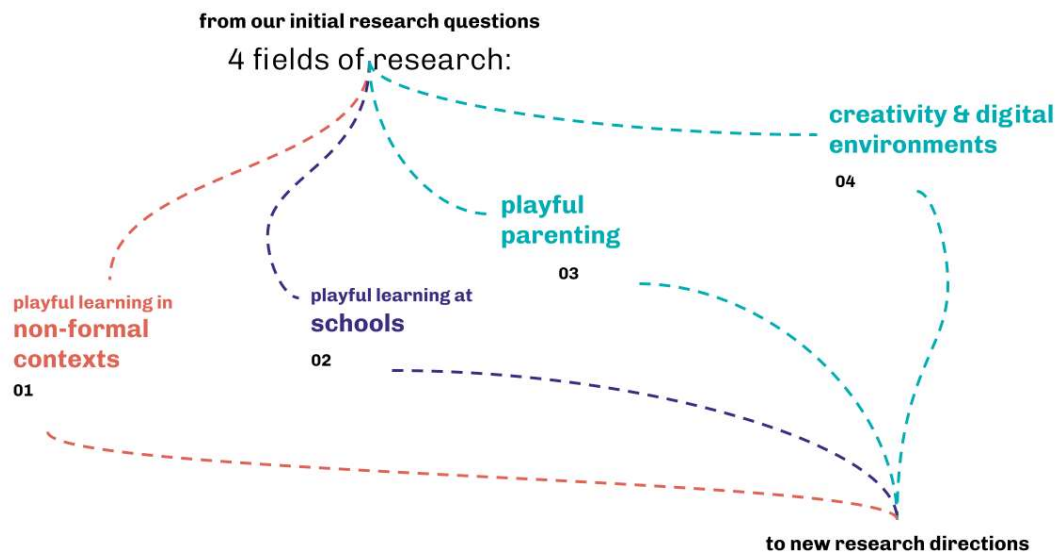 from our initial research questions
4 fields of research:
creativity & digital
environments
04
playful
parenting
03
playful learning in
non-formal
contexts
01
playful learning at
schools
02
to new research directions